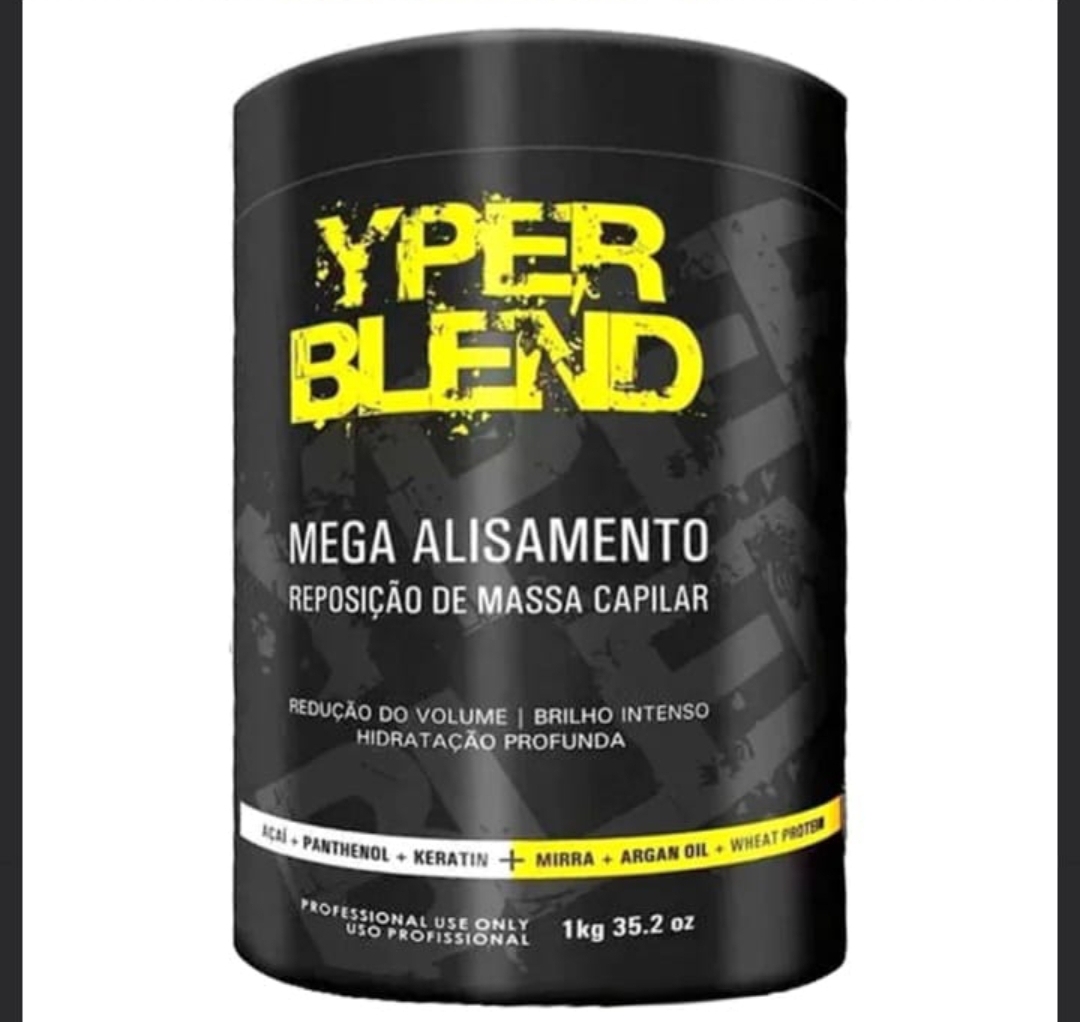 YPER
BLEND
MEGA ALISAMENTO
REPOSIÇÃO DE MASSA CAPILAR
REDUÇÃO DO VOLUME | BRILHO INTENSO
HIDRATAÇÃO PROFUNDA
AÇAÍ + PANTHENOL + KERATIN + MIRRA + ARGAN OIL + WHEAT PROTEIN
PROFESSIONAL USE ONLY
USO PROFISSIONAL
1kg 35.2 oz